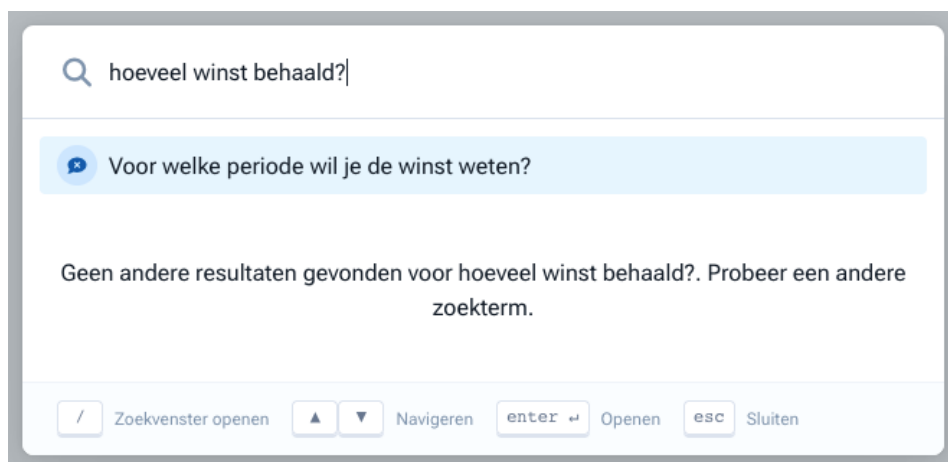 hoeveel winst behaald?
Voor welke periode wil je de winst weten?
Geen andere resultaten gevonden voor hoeveel winst behaald?. Probeer een andere
zoekterm.
/ Zoekvenster openen ▲ ▼ Navigeren enter ↵ Openen esc Sluiten